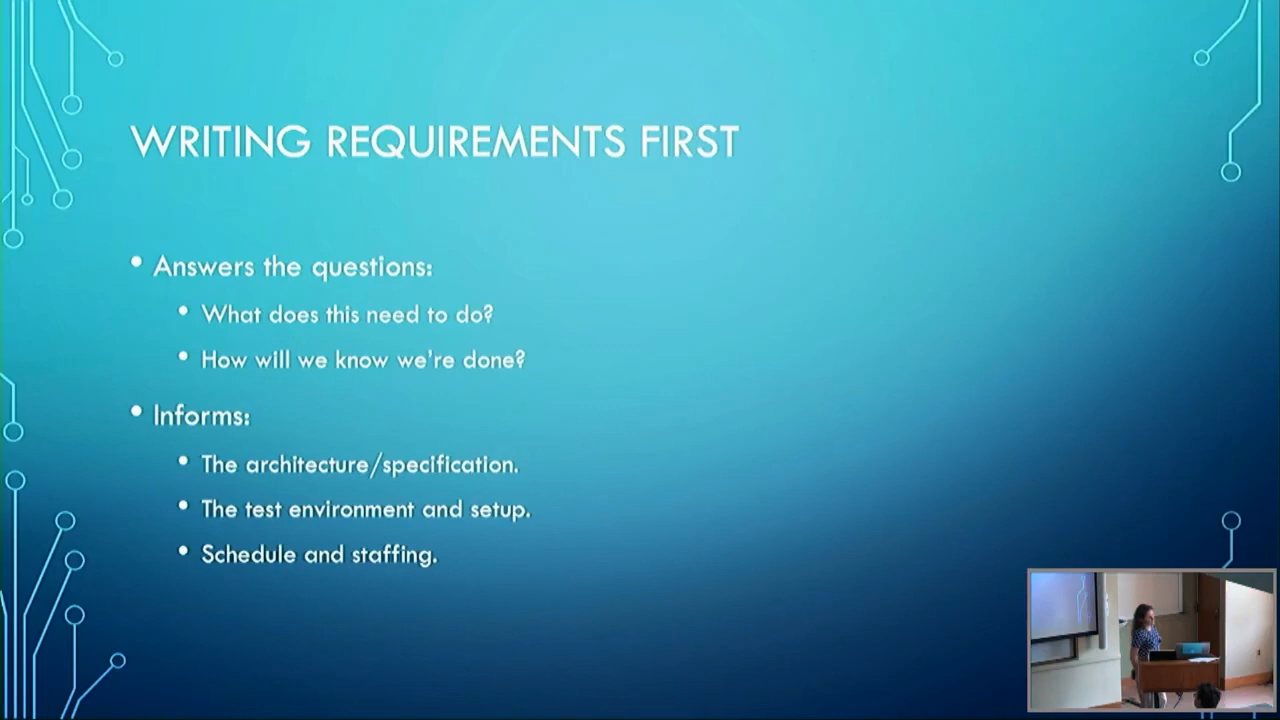 WRITING REQUIREMENTS FIRST
• Answers the questions:
• What does this need to do?
• How will we know we're done?
• Informs:
• The architecture/specification.
• The test environment and setup.
• Schedule and staffing.